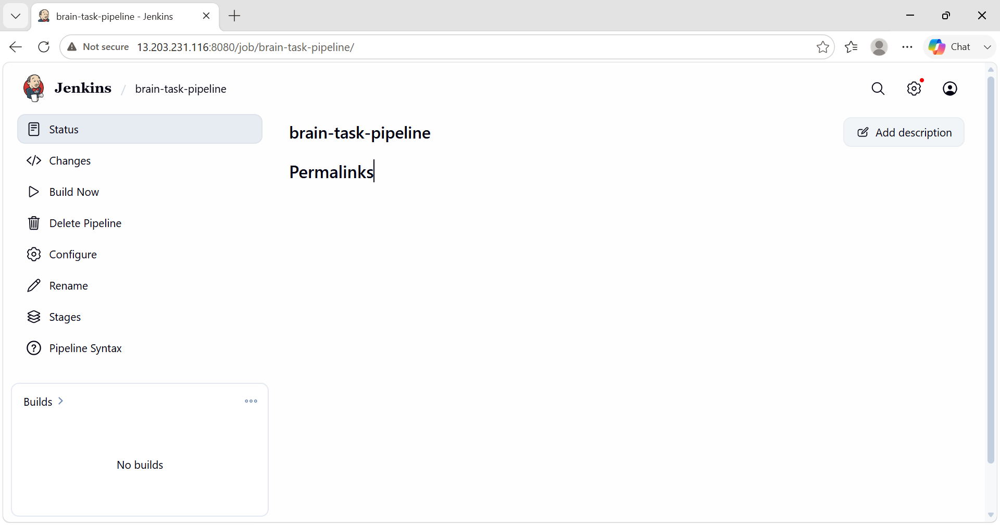 brain-task-pipeline - Jenkins
Not secure 13.203.231.116:8080/job/brain-task-pipeline/
Chat
Jenkins / brain-task-pipeline
Status
Changes
Build Now
Delete Pipeline
Configure
Rename
Stages
Pipeline Syntax
brain-task-pipeline
Add description
Permalinks
Builds
No builds